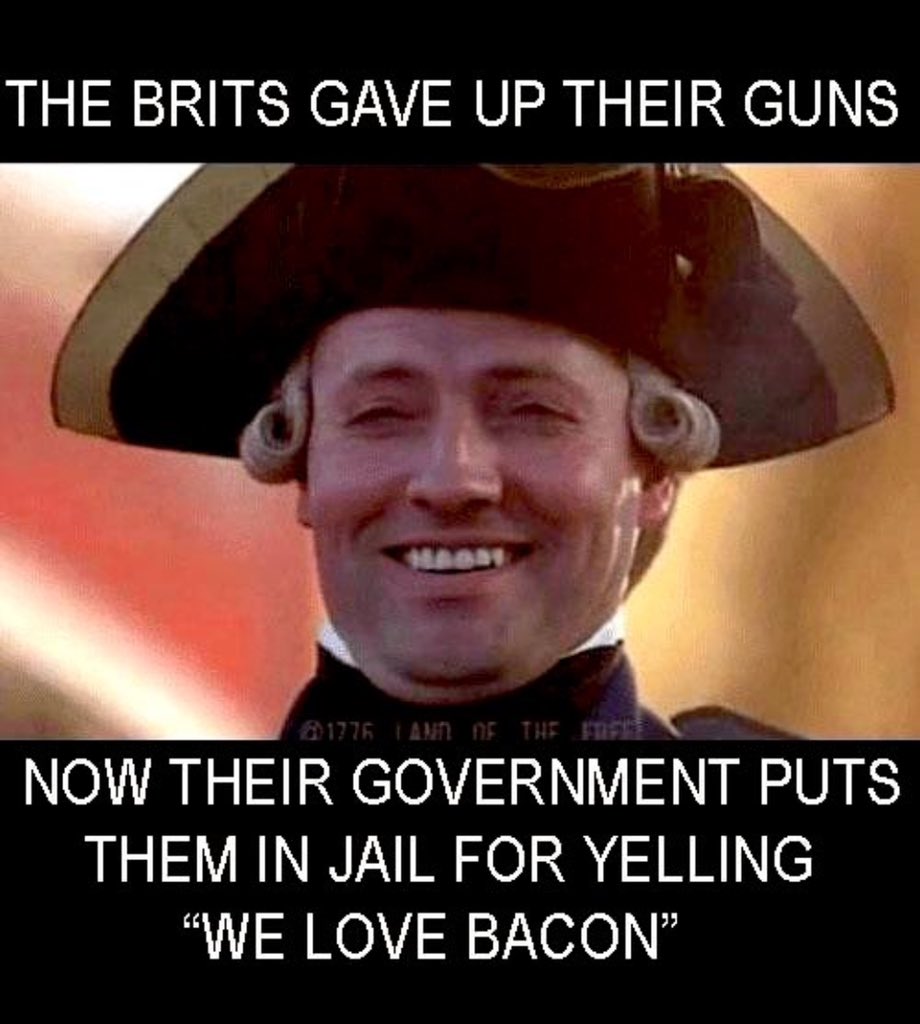 THE BRITS GAVE UP THEIR GUNS
©1776 LAND OF THE FREE
NOW THEIR GOVERNMENT PUTS
THEM IN JAIL FOR YELLING
“WE LOVE BACON”